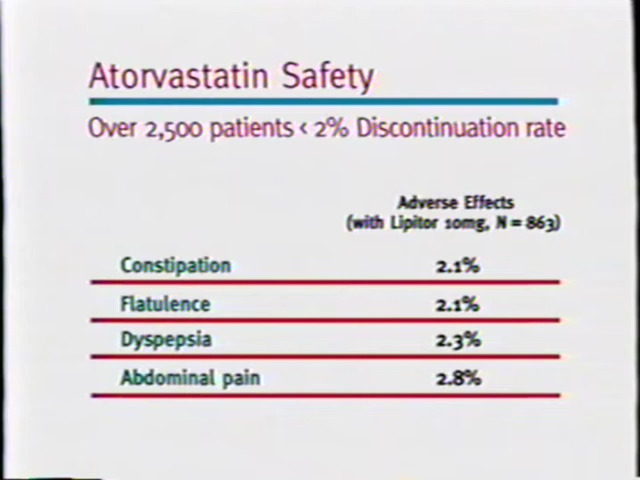 Atorvastatin Safety
Over 2,500 patients < 2% Discontinuation rate
Adverse Effects
(with Lipitor 10mg, N = 863)
Constipation 2.1%
Flatulence 2.1%
Dyspepsia 2.3%
Abdominal pain 2.8%